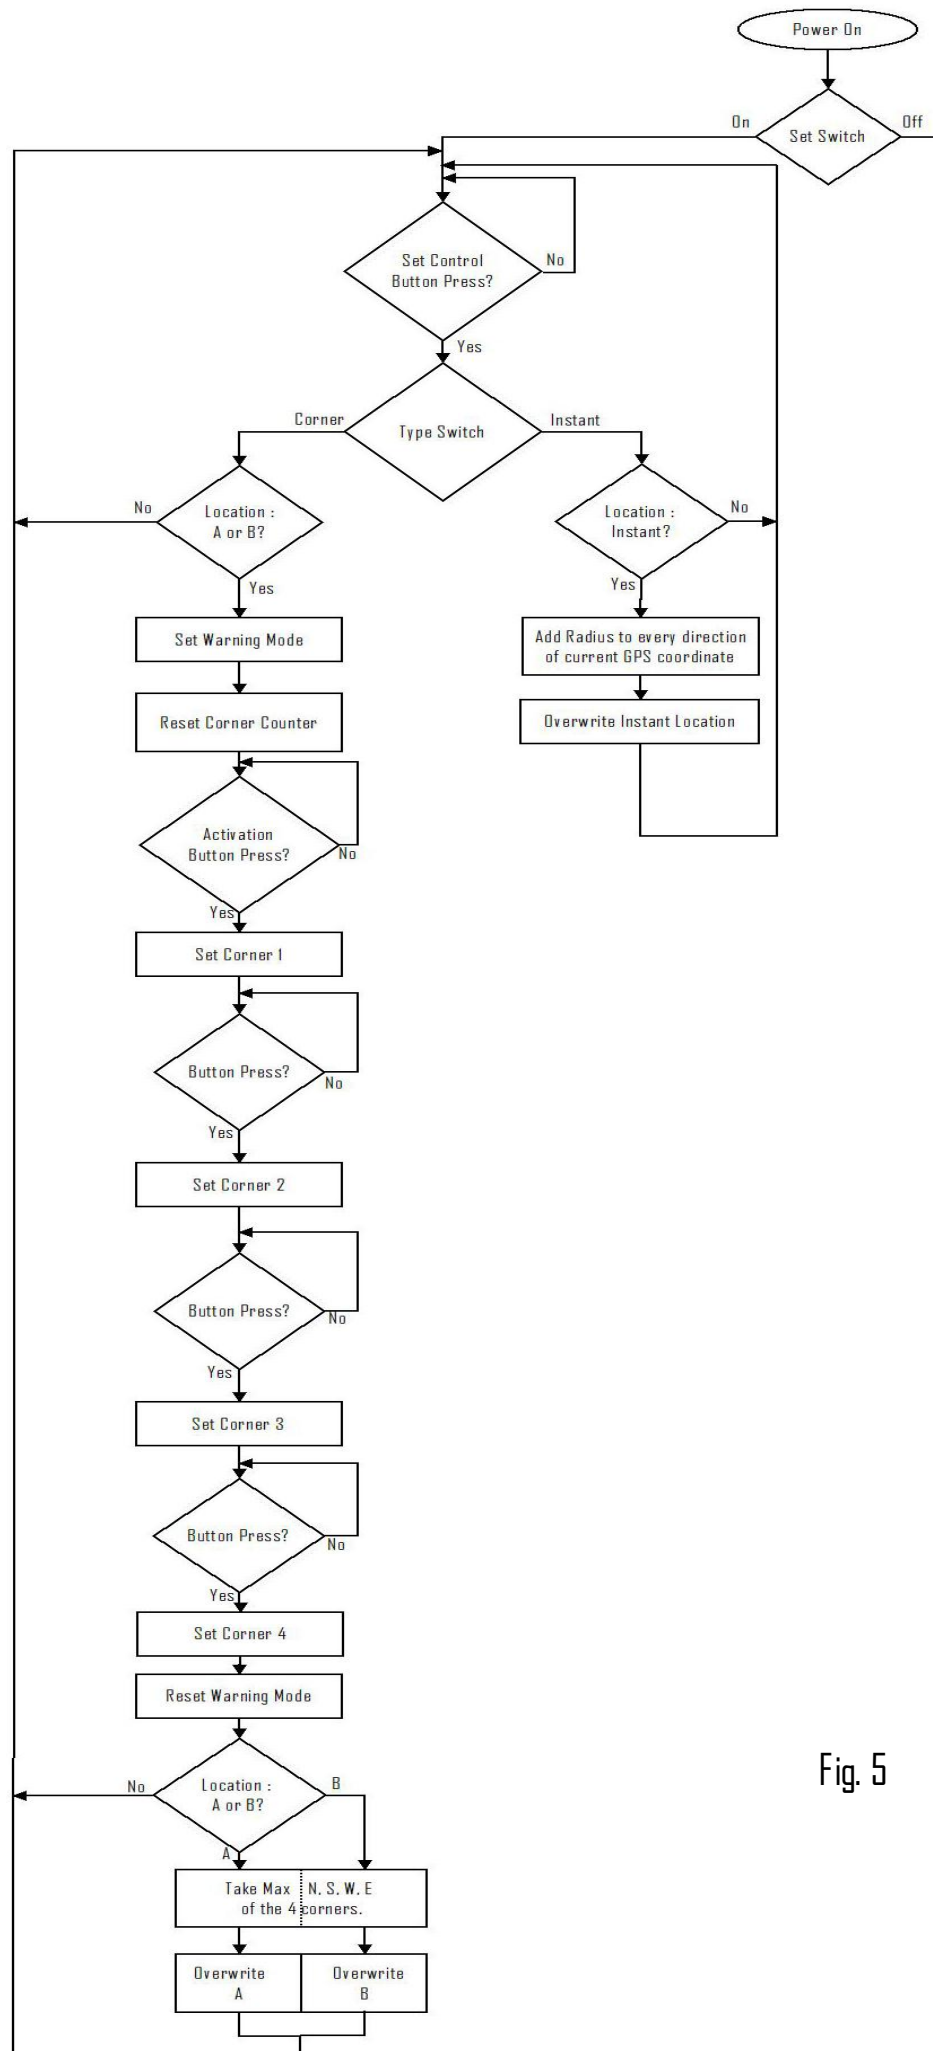 Power On
On
Set Switch
Off
Set Control
Button Press?
No
Yes
Corner
Type Switch
Instant
No
Location :
A or B?
Yes
Location :
Instant?
No
Yes
Set Warning Mode
Add Radius to every direction
of current GPS coordinate
Reset Corner Counter
Overwrite Instant Location
Activation
Button Press?
No
Yes
Set Corner 1
Button Press?
No
Yes
Set Corner 2
Button Press?
No
Yes
Set Corner 3
Button Press?
No
Yes
Set Corner 4
Reset Warning Mode
No
Location :
A or B?
B
A
Fig. 5
Take Max N, S, W, E
of the 4 corners.
Overwrite
A
Overwrite
B